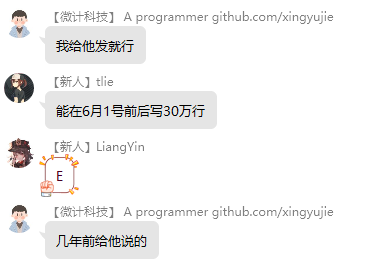 【微计科技】 A programmer github.com/xingyujie
我给他发就行
【新人】tlie
能在6月1号前后写30万行
【新人】LiangYin
E
【微计科技】 A programmer github.com/xingyujie
几年前给他说的